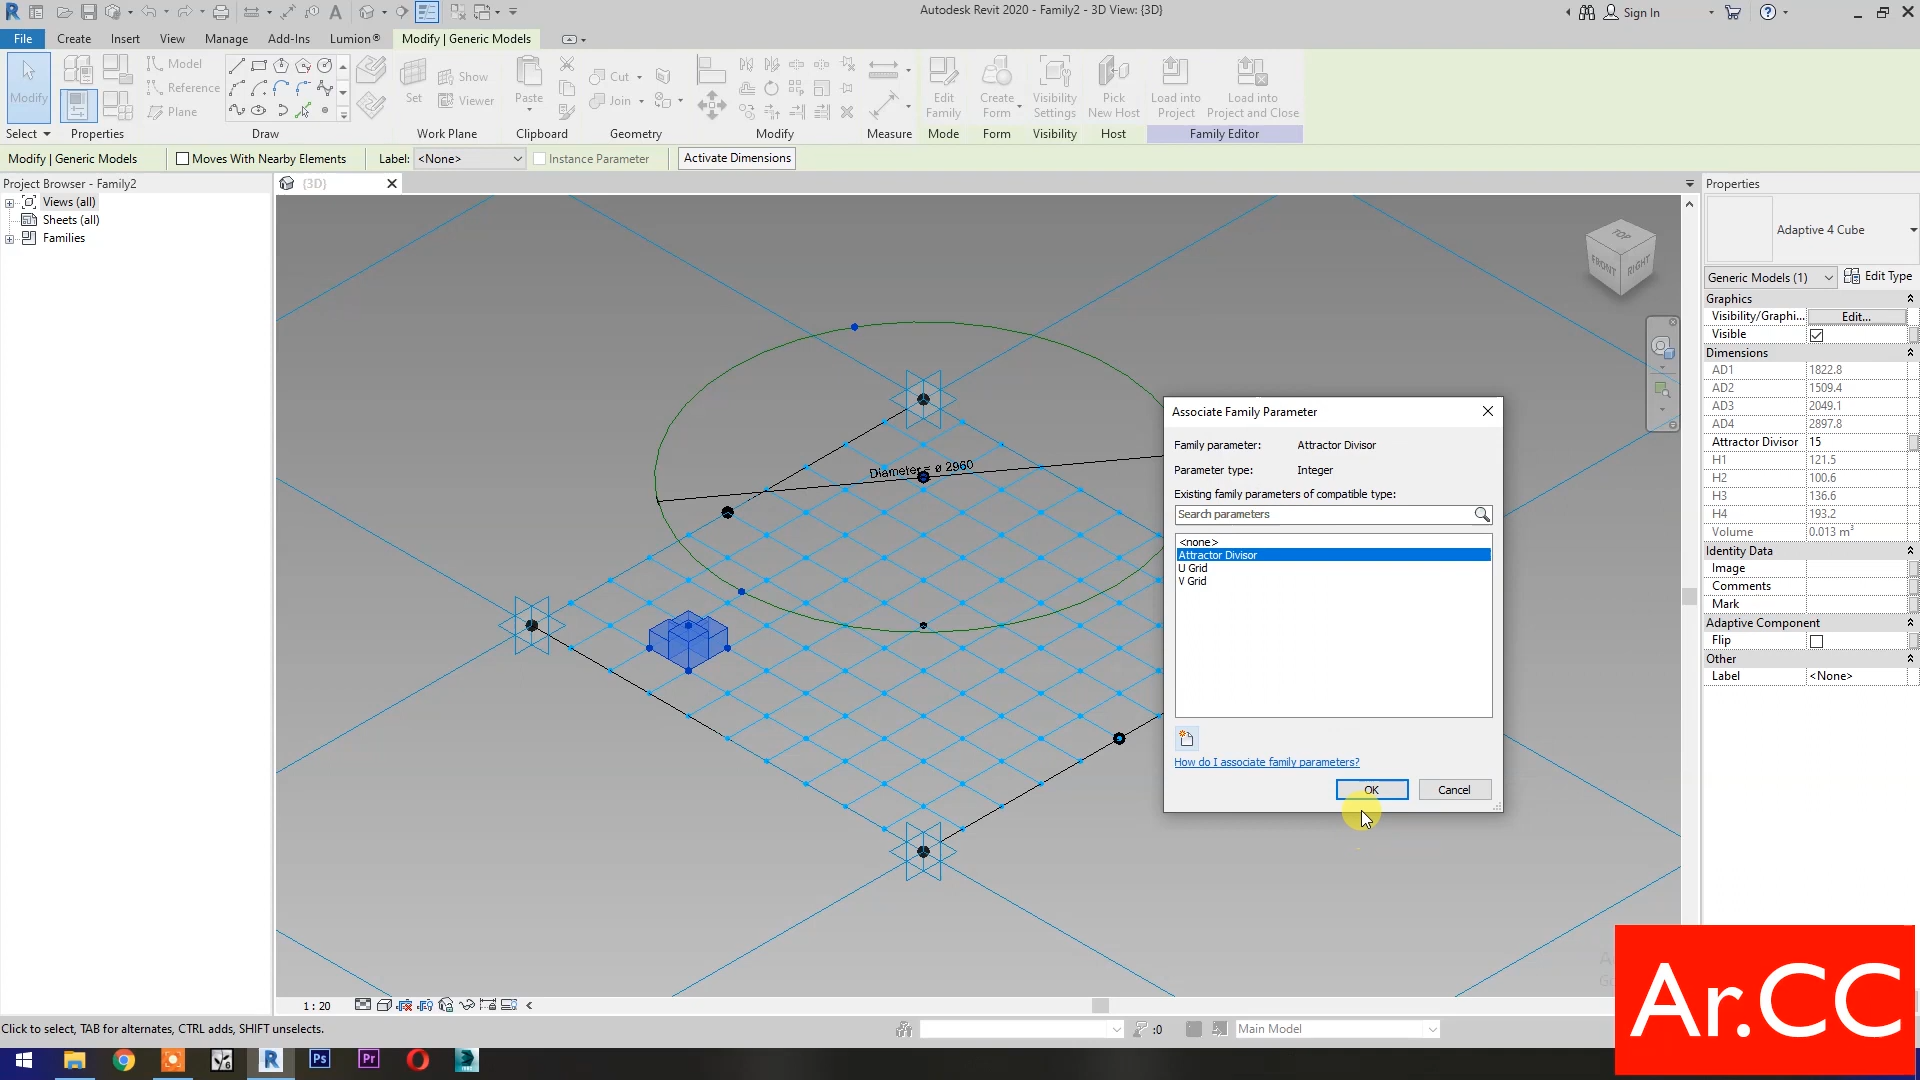 Autodesk Revit 2020 - Family2 - 3D View: {3D}
Sign In
File
Create
Insert
View
Manage
Add-Ins
Lumion®
Modify | Generic Models
Modify
Model
Reference
Plane
Set
Show
Viewer
Paste
Cut
Join
Edit
Family
Create
Form
Visibility
Settings
Pick
New Host
Load into
Project
Load into
Project and Close
Select
Properties
Draw
Work Plane
Clipboard
Geometry
Modify
Measure
Mode
Form
Visibility
Host
Family Editor
Modify | Generic Models
Moves With Nearby Elements
Label:
<None>
Instance Parameter
Activate Dimensions
Project Browser - Family2
Views (all)
Sheets (all)
Families
{3D}
TOP
FRONT
RIGHT
Diameter = ø 2960
Associate Family Parameter
Family parameter:
Attractor Divisor
Parameter type:
Integer
Existing family parameters of compatible type:
Search parameters
<none>
Attractor Divisor
U Grid
V Grid
How do I associate family parameters?
OK
Cancel
Properties
Adaptive 4 Cube
Generic Models (1)
Edit Type
Graphics
Visibility/Graphi...
Edit...
Visible
Dimensions
AD1
1822.8
AD2
1509.4
AD3
2049.1
AD4
2897.8
Attractor Divisor
15
H1
121.5
H2
100.6
H3
136.6
H4
193.2
Volume
0.013 m³
Identity Data
Image
Comments
Mark
Adaptive Component
Flip
Other
Label
<None>
1 : 20
Click to select, TAB for alternates, CTRL adds, SHIFT unselects.
:0
Main Model
Ps
Pr
Ar.CC